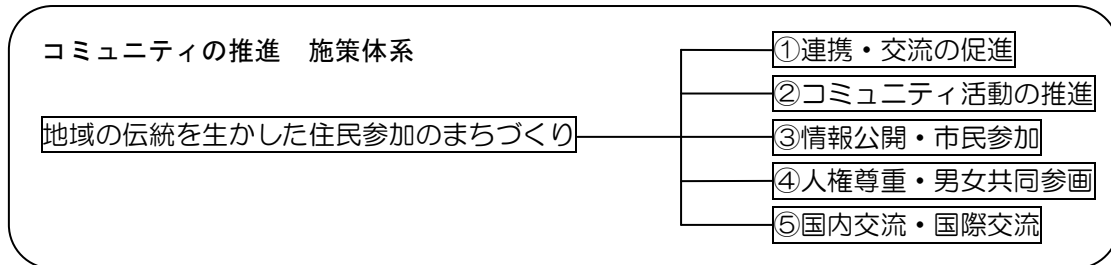 コミュニティの推進　施策体系
地域の伝統を生かした住民参加のまちづくり
①連携・交流の促進
②コミュニティ活動の推進
③情報公開・市民参加
④人権尊重・男女共同参画
⑤国内交流・国際交流